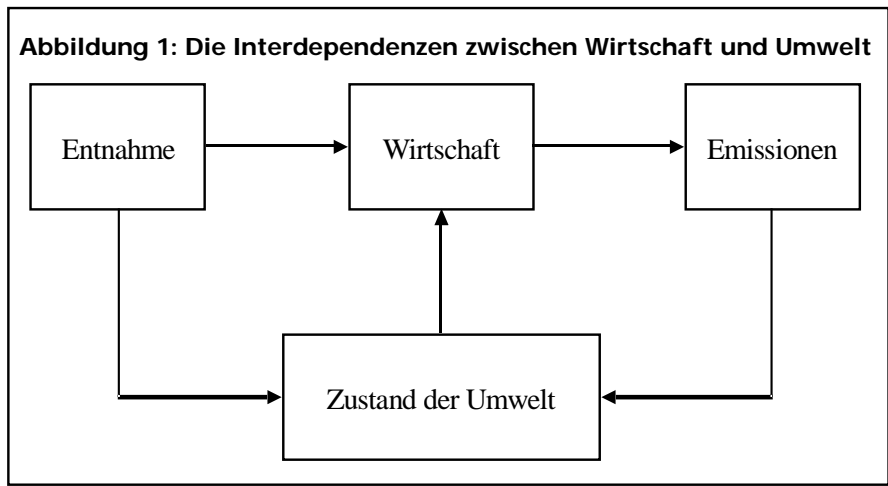 Abbildung 1: Die Interdependenzen zwischen Wirtschaft und Umwelt
Entnahme
Wirtschaft
Emissionen
Zustand der Umwelt